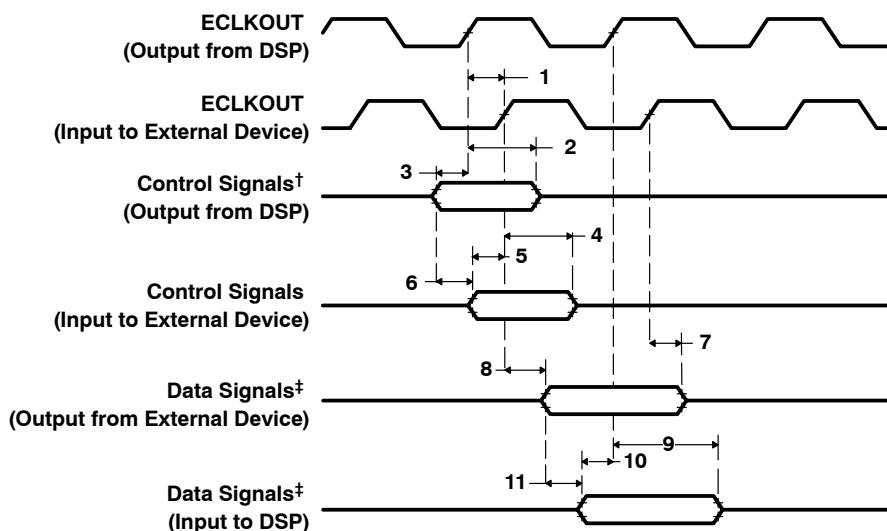 ECLKOUT
(Output from DSP)
1
ECLKOUT
(Input to External Device)
2
3
Control Signals†
(Output from DSP)
4
5
6
Control Signals
(Input to External Device)
7
8
Data Signals‡
(Output from External Device)
9
10
11
Data Signals‡
(Input to DSP)